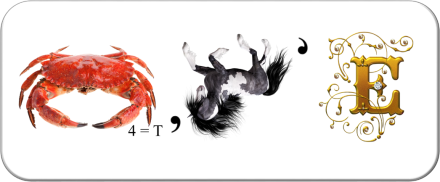 4 = T , ’ E